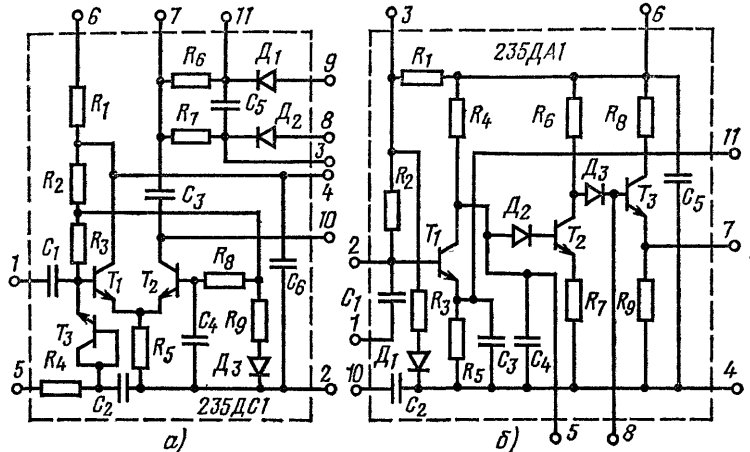 6 7 11
R1 R6 Д1 9
C5
R7 Д2 8
3
R2 C3 4
10
C1 R3 C6
1 T1 T2 R8
T3 R5 C4 R9
Д3
5 R4 C2 2
235ДС1
а)
3 6
235ДА1
R1
R4 R6 R8
11
R2 Д3
Д2 T3 C5
2 T1 T2 7
C1 R3
1 R7 R9
Д1 R5 C3 C4
10 C2 4
5 8
б)